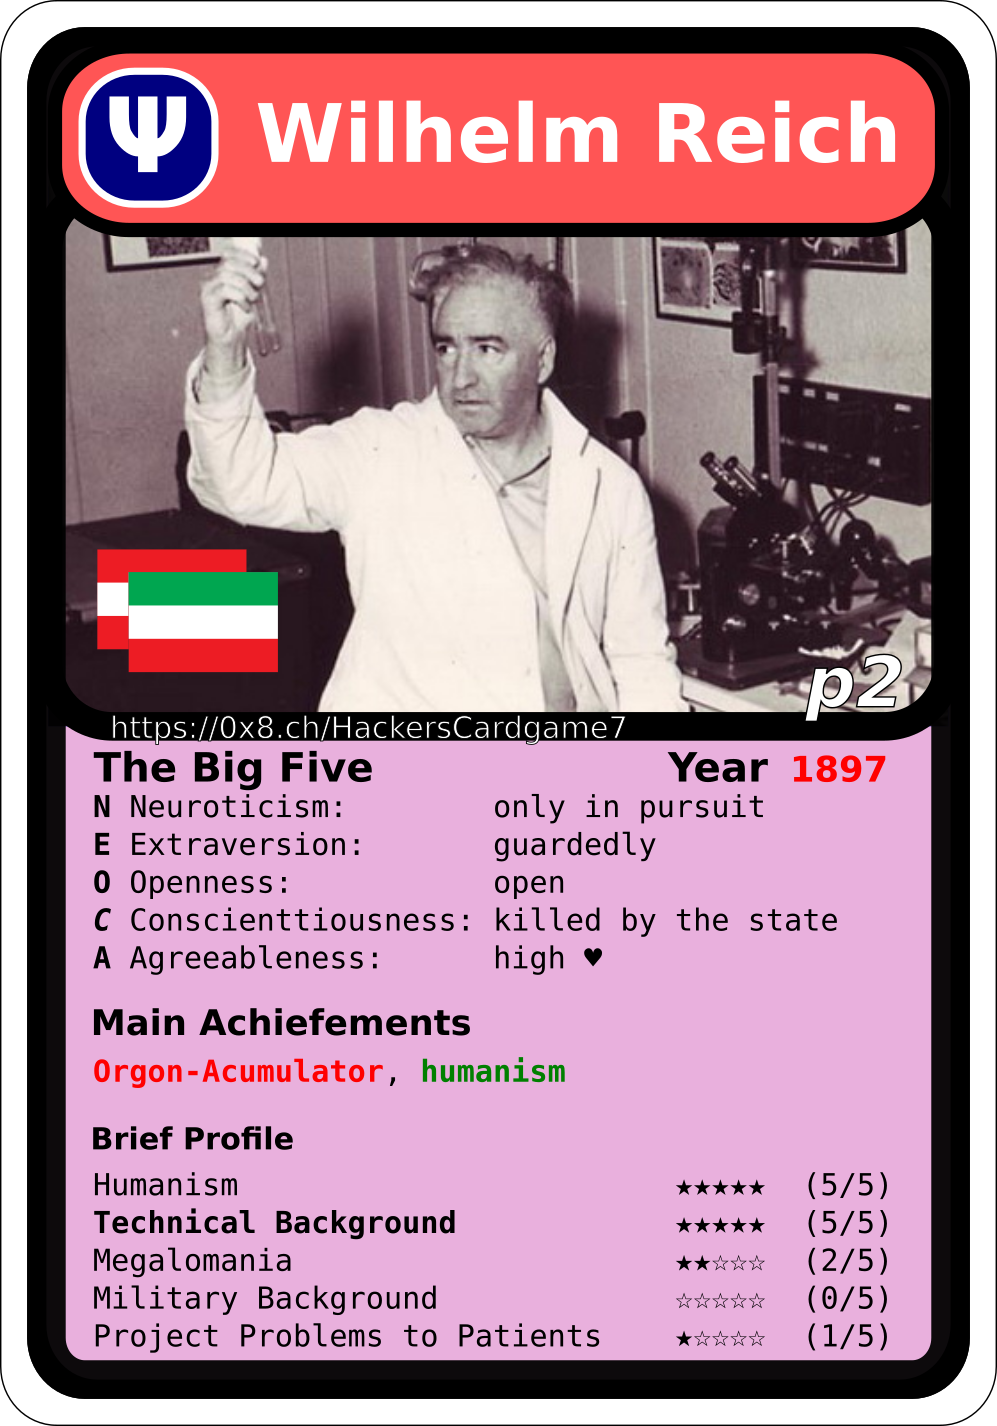 Ψ Wilhelm Reich
p2
https://0x8.ch/HackersCardgame7
The Big Five Year 1897
N Neuroticism: only in pursuit
E Extraversion: guardedly
O Openness: open
C Conscienttiousness: killed by the state
A Agreeableness: high ♥
Main Achiefements
Orgon-Acumulator, humanism
Brief Profile
Humanism ★★★★★ (5/5)
Technical Background ★★★★★ (5/5)
Megalomania ★★☆☆☆ (2/5)
Military Background ☆☆☆☆☆ (0/5)
Project Problems to Patients ★☆☆☆☆ (1/5)